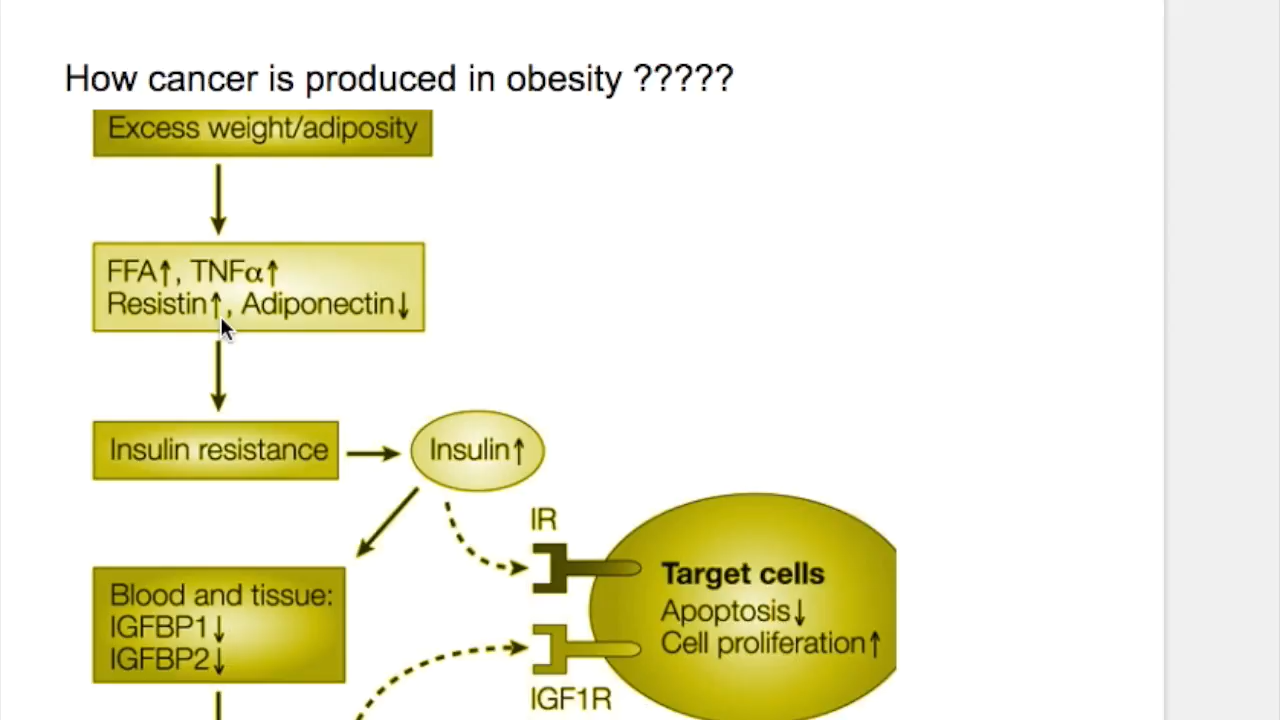 How cancer is produced in obesity ?????
Excess weight/adiposity
FFA↑, TNFα↑
Resistin↑, Adiponectin↓
Insulin resistance
Insulin↑
IR
Target cells
Apoptosis↓
Cell proliferation↑
Blood and tissue:
IGFBP1↓
IGFBP2↓
IGF1R